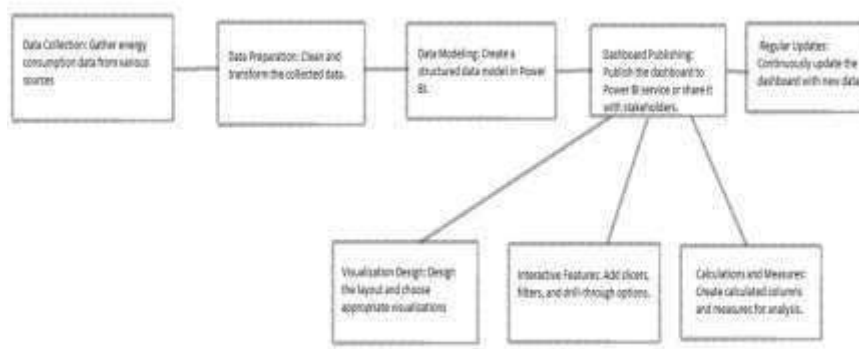 Data Collection: Gather energy
consumption data from various
sources
Data Preparation: Clean and
transform the collected data.
Data Modeling: Create a
structured data model in Power
BI.
Dashboard Publishing:
Publish the dashboard to
Power BI service or share it
with stakeholders.
Regular Updates:
Continuously update the
dashboard with new data
Visualisation Design: Design
the layout and choose
appropriate visualizations
Interactive Features: Add slicers,
filters, and drill-through options.
Calculations and Measures:
Create calculated columns
and measures for analysis.